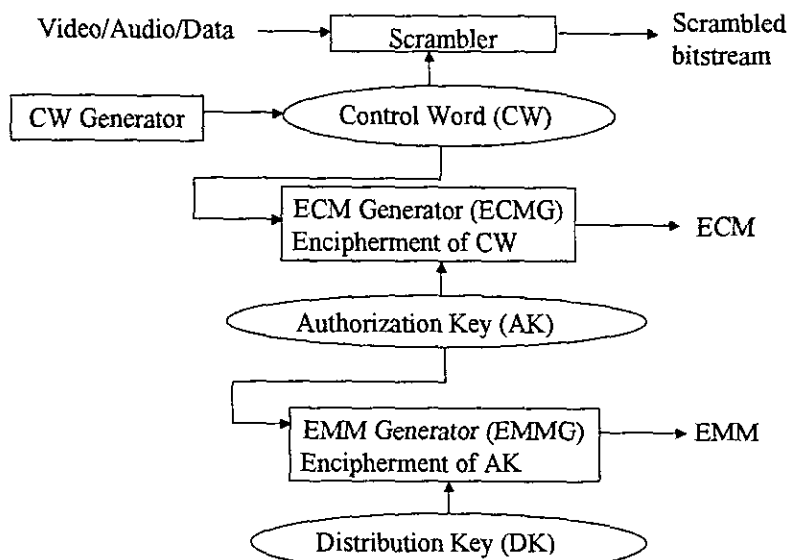 Video/Audio/Data
Scrambler
Scrambled
bitstream
CW Generator
Control Word (CW)
ECM Generator (ECMG)
Encipherment of CW
ECM
Authorization Key (AK)
EMM Generator (EMMG)
Encipherment of AK
EMM
Distribution Key (DK)